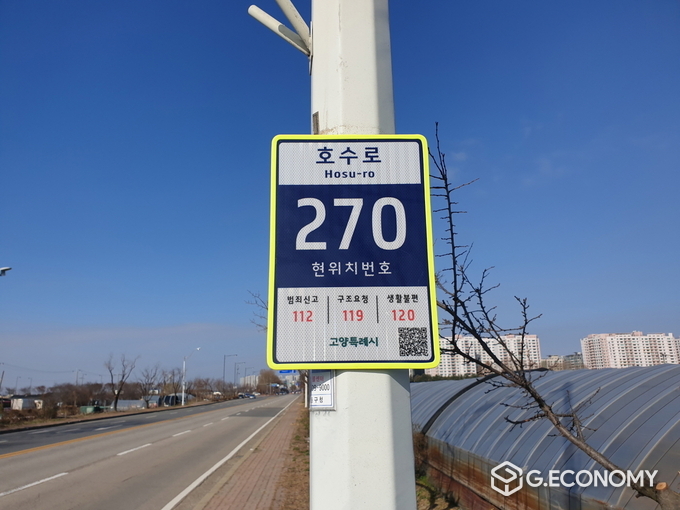 호수로
Hosu-ro
270
현위치번호
범죄신고 구조요청 생활불편
112 119 120
고양특례시
G.ECONOMY